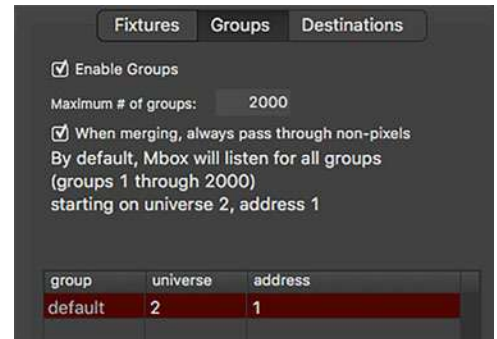 Fixtures Groups Destinations
Enable Groups
Maximum # of groups: 2000
When merging, always pass through non-pixels
By default, Mbox will listen for all groups
(groups 1 through 2000)
starting on universe 2, address 1
group universe address
default 2 1